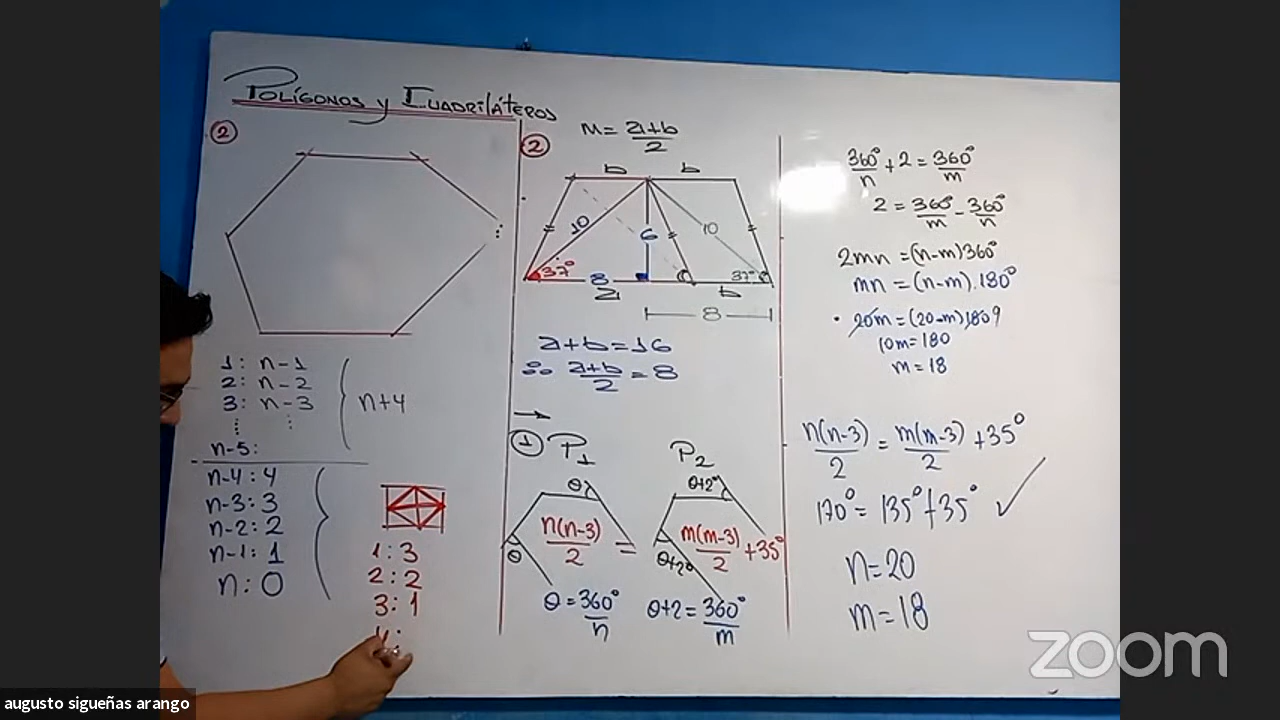 POLÍGONOS y CUADRILÁTEROS
2
1: n-1
2: n-2
3: n-3
⋮ ⋮
n-5:
n+4
n-4: 4
n-3: 3
n-2: 2
n-1: 1
n: 0
1: 3
2: 2
3: 1
4:
2
M = a+b/2
b b
10 6 10
37° 8 37°
a b
8
a+b=16
∴ a+b/2 = 8
→
1 P1 P2
θ θ+2°
n(n-3)/2 = m(m-3)/2 +35°
θ θ+2°
θ = 360°/n θ+2 = 360°/m
360°/n + 2 = 360°/m
2 = 360°/m - 360°/n
2mn = (n-m)360°
mn = (n-m).180°
• 20m = (20-m)180 9
10m = 180
m = 18
n(n-3)/2 = m(m-3)/2 + 35°
170° = 135° + 35° ✓
n = 20
m = 18
zoom
augusto sigueñas arango